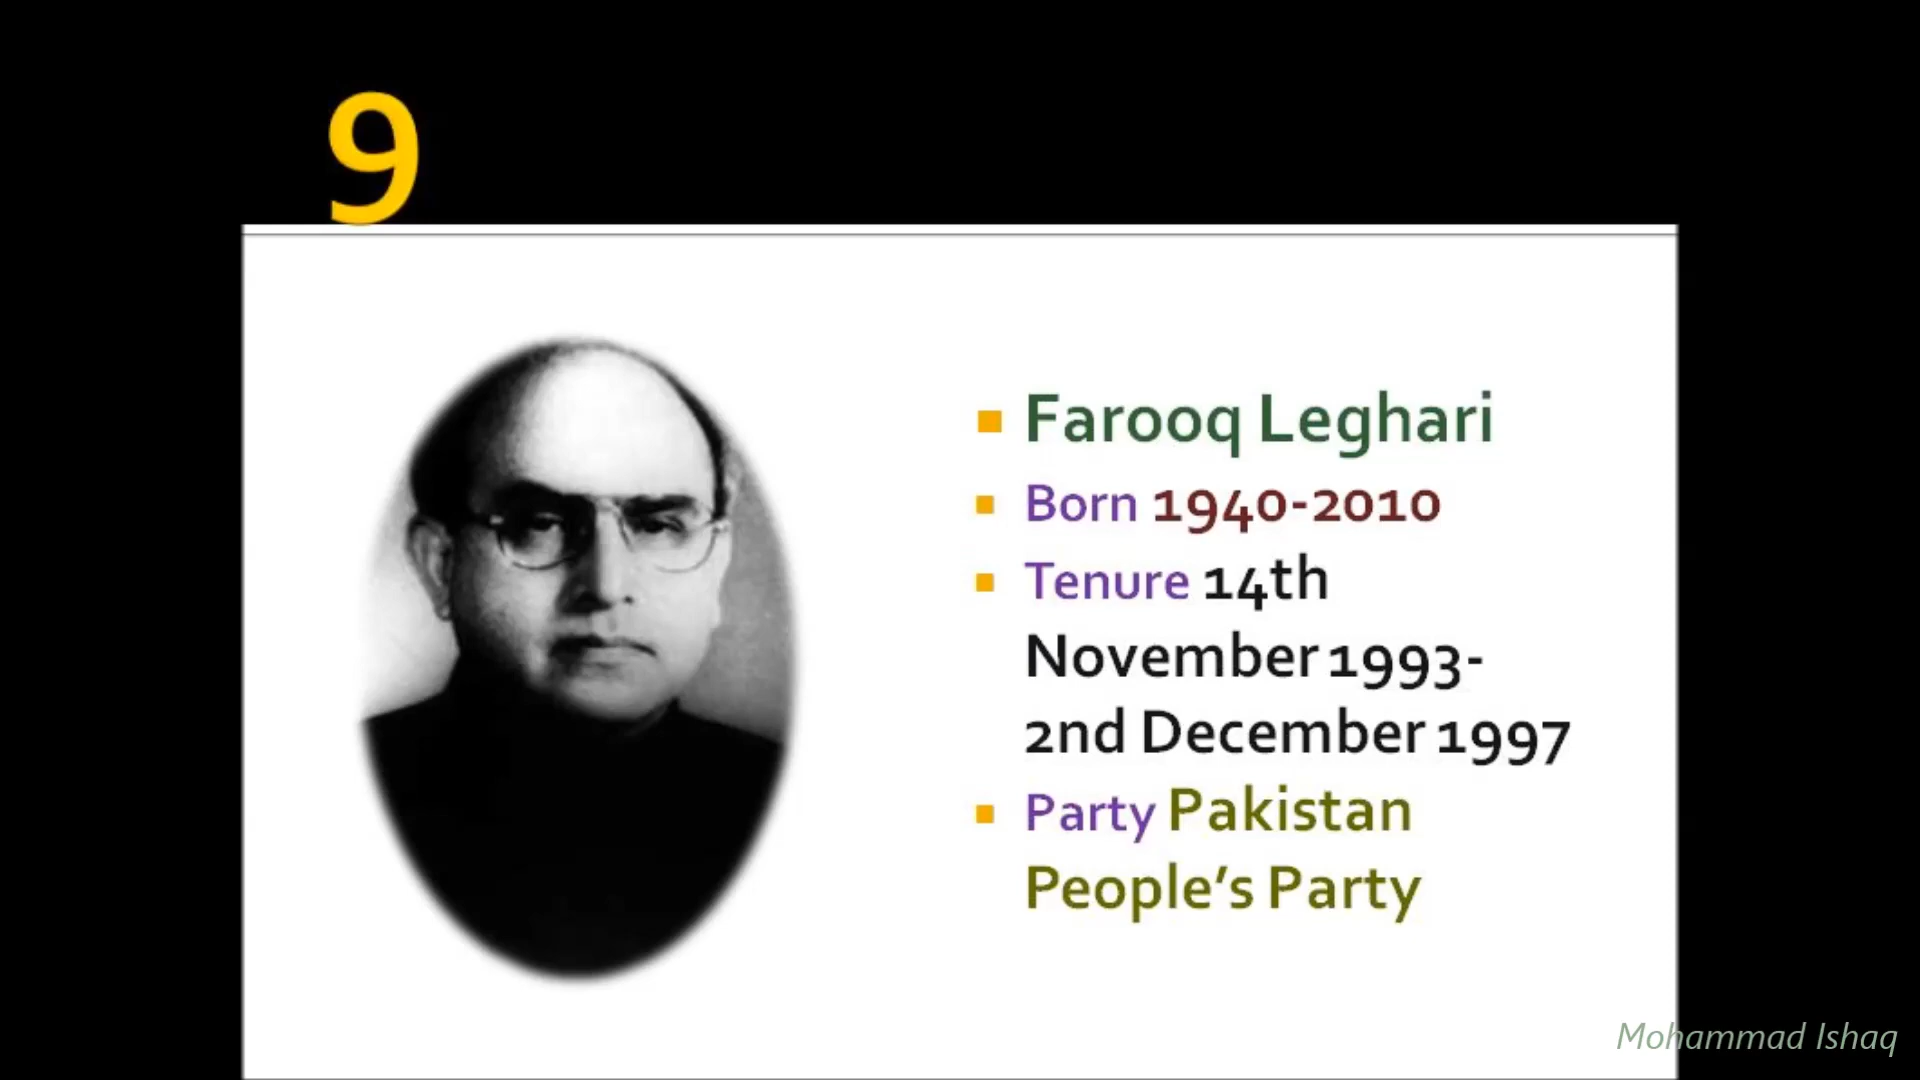 9
Farooq Leghari
Born 1940-2010
Tenure 14th
November 1993-
2nd December 1997
Party Pakistan
People’s Party
Mohammad Ishaq